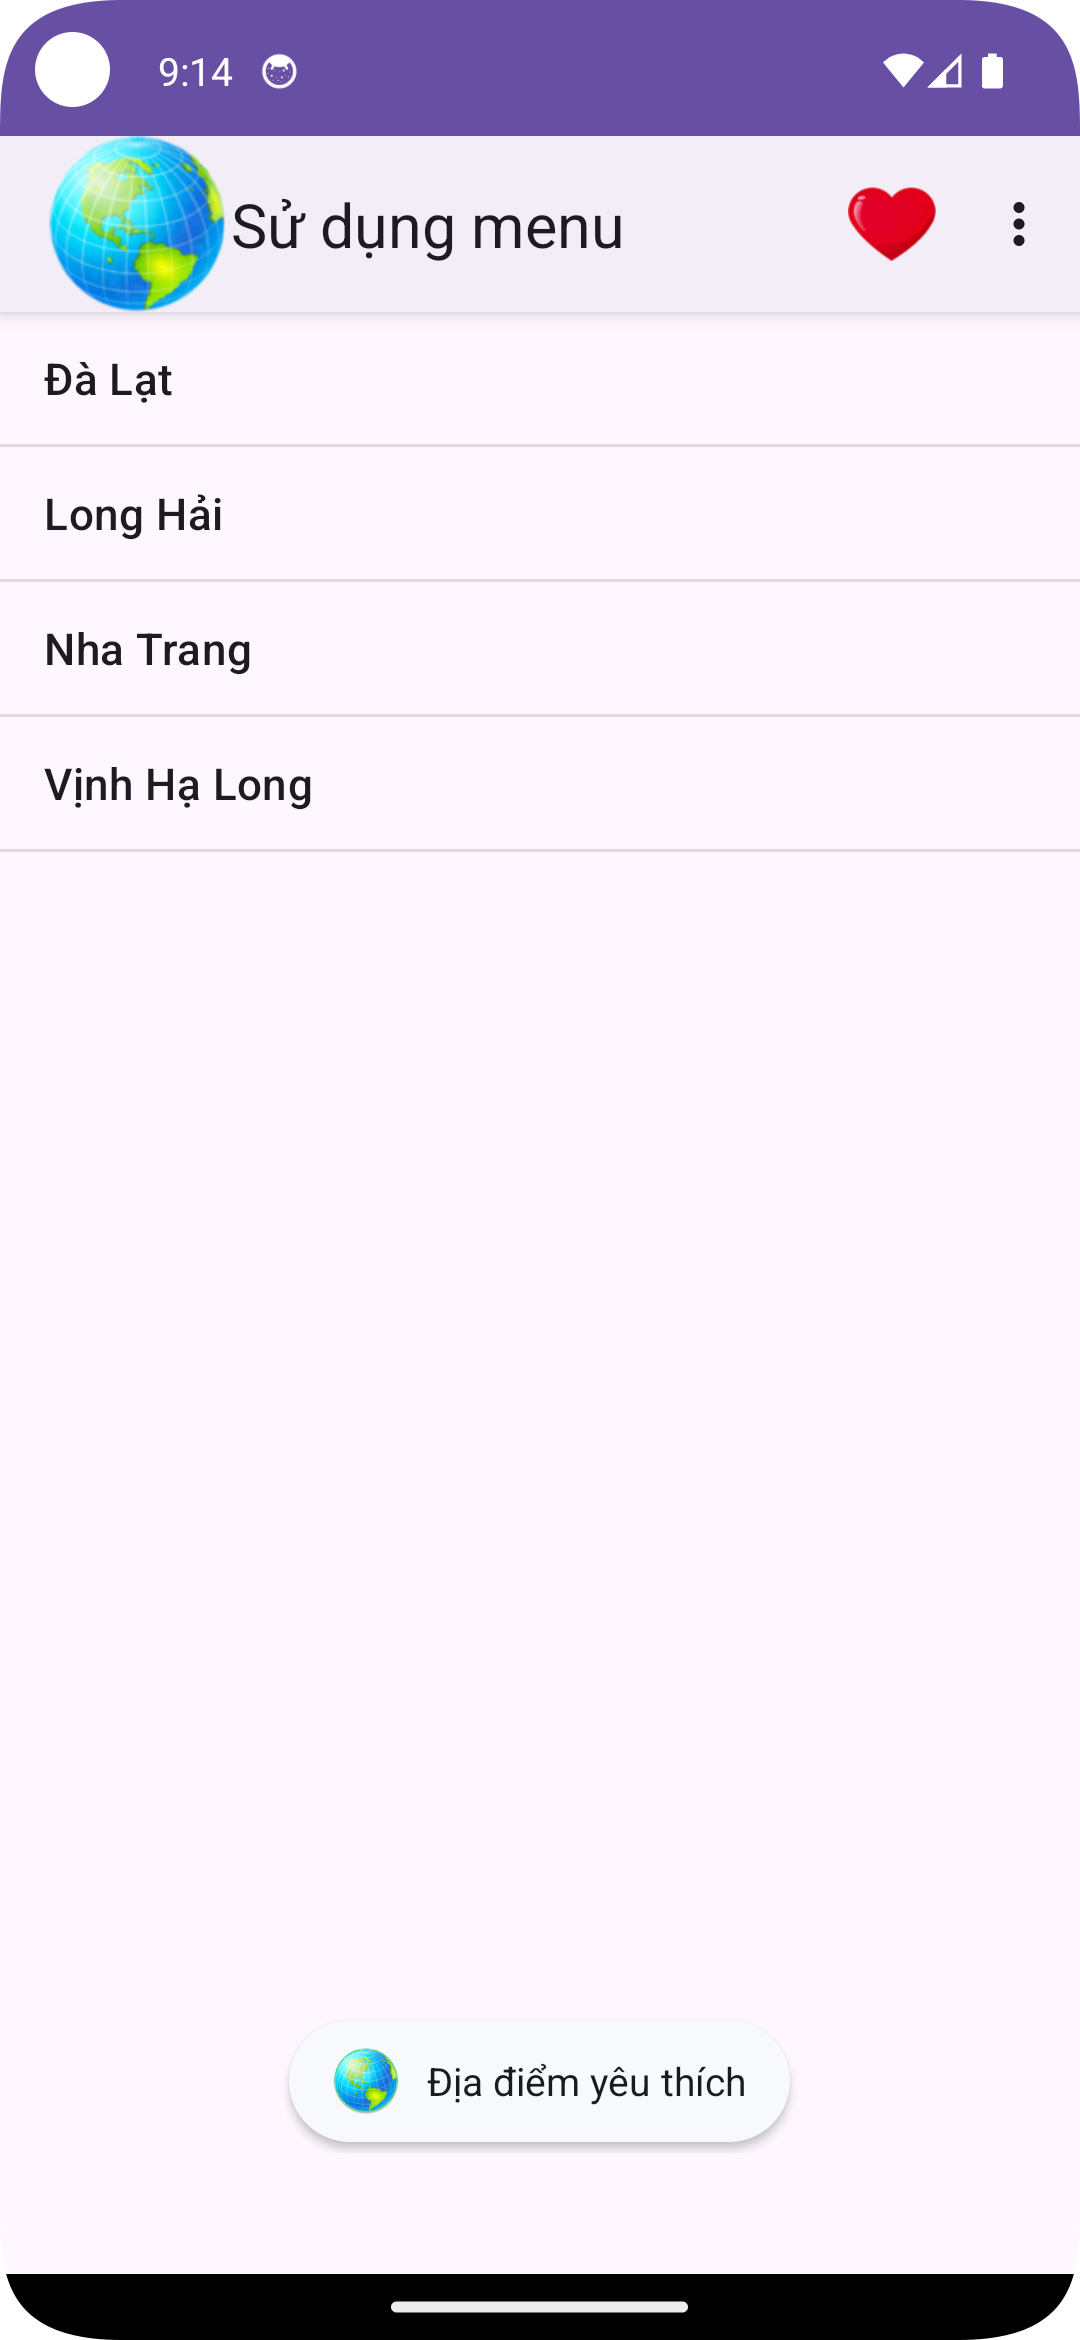 9:14
Sử dụng menu
Đà Lạt
Long Hải
Nha Trang
Vịnh Hạ Long
Địa điểm yêu thích